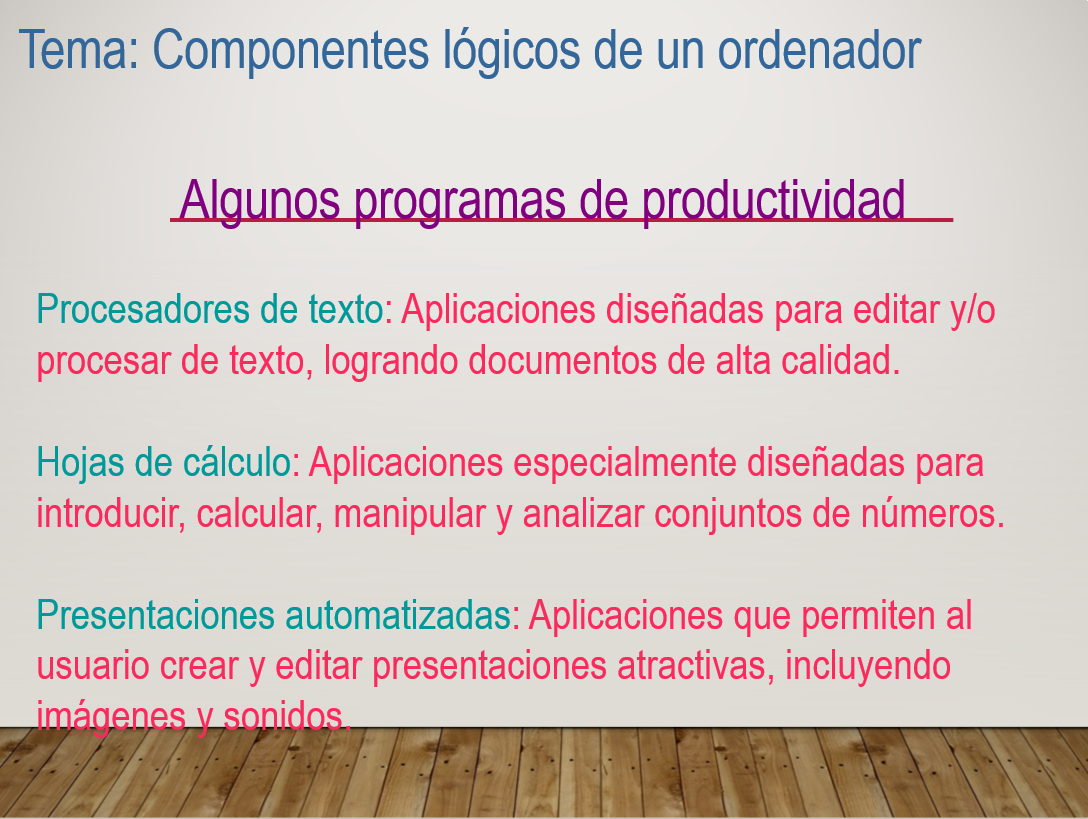 Tema: Componentes lógicos de un ordenador
Algunos programas de productividad
Procesadores de texto: Aplicaciones diseñadas para editar y/o
procesar de texto, logrando documentos de alta calidad.
Hojas de cálculo: Aplicaciones especialmente diseñadas para
introducir, calcular, manipular y analizar conjuntos de números.
Presentaciones automatizadas: Aplicaciones que permiten al
usuario crear y editar presentaciones atractivas, incluyendo
imágenes y sonidos.